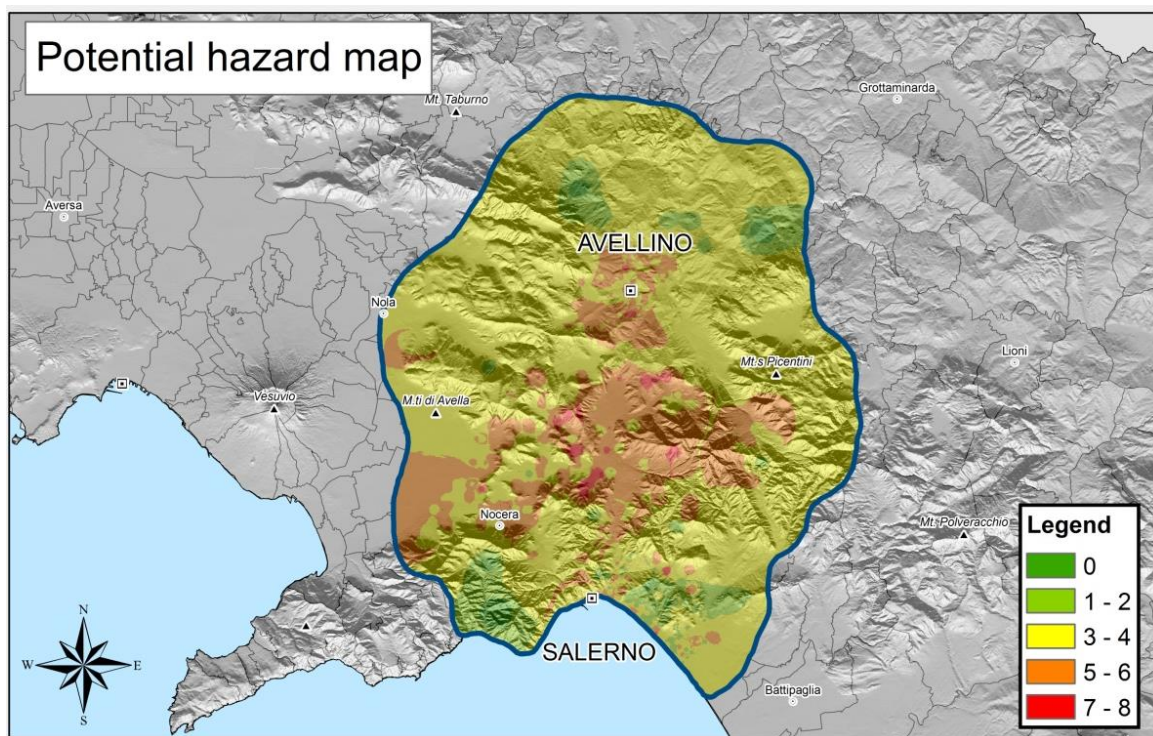 Potential hazard map
Mt. Taburno
Grottaminarda
Aversa
AVELLINO
Nola
Lioni
Mt.s Picentini
Vesuvio
M.ti di Avella
Nocera
Mt. Polveracchio
SALERNO
Battipaglia
N
W
E
S
Legend
0
1 - 2
3 - 4
5 - 6
7 - 8